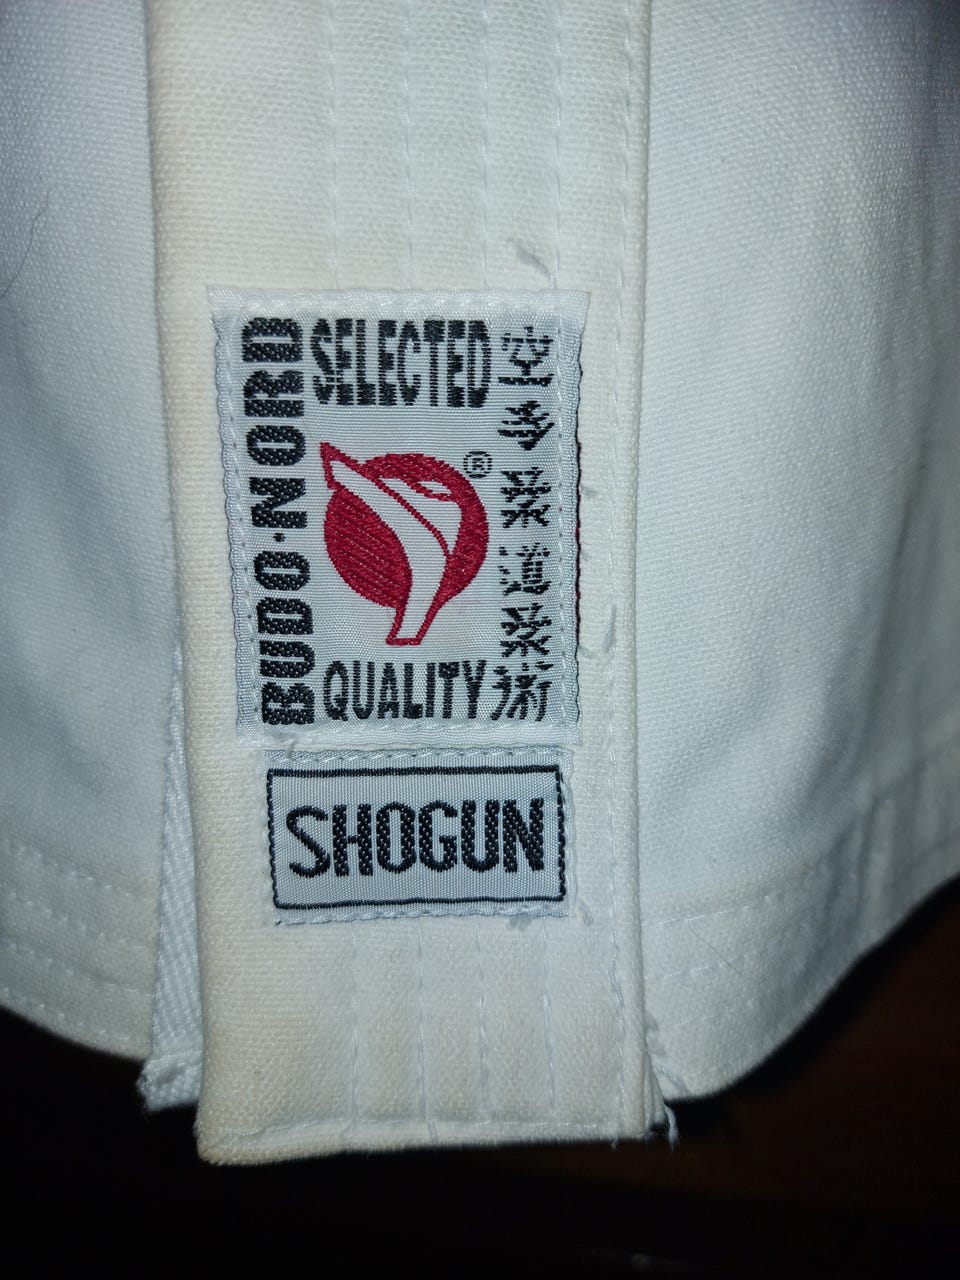 BUDO·NORD
SELECTED
®
QUALITY
空手柔道柔術
SHOGUN